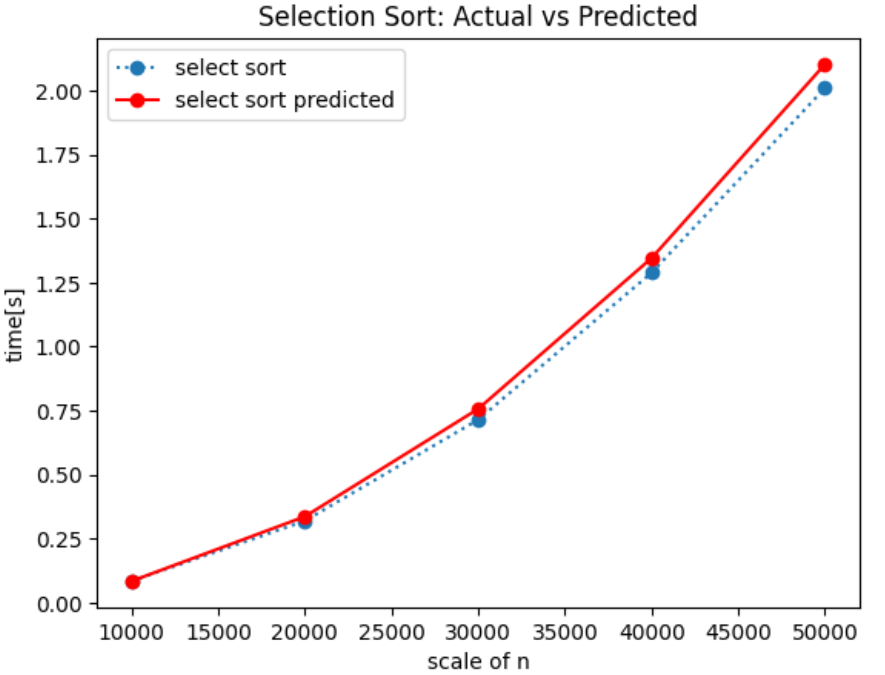 Selection Sort: Actual vs Predicted
select sort
select sort predicted
2.00
1.75
1.50
1.25
1.00
0.75
0.50
0.25
0.00
time[s]
10000 15000 20000 25000 30000 35000 40000 45000 50000
scale of n